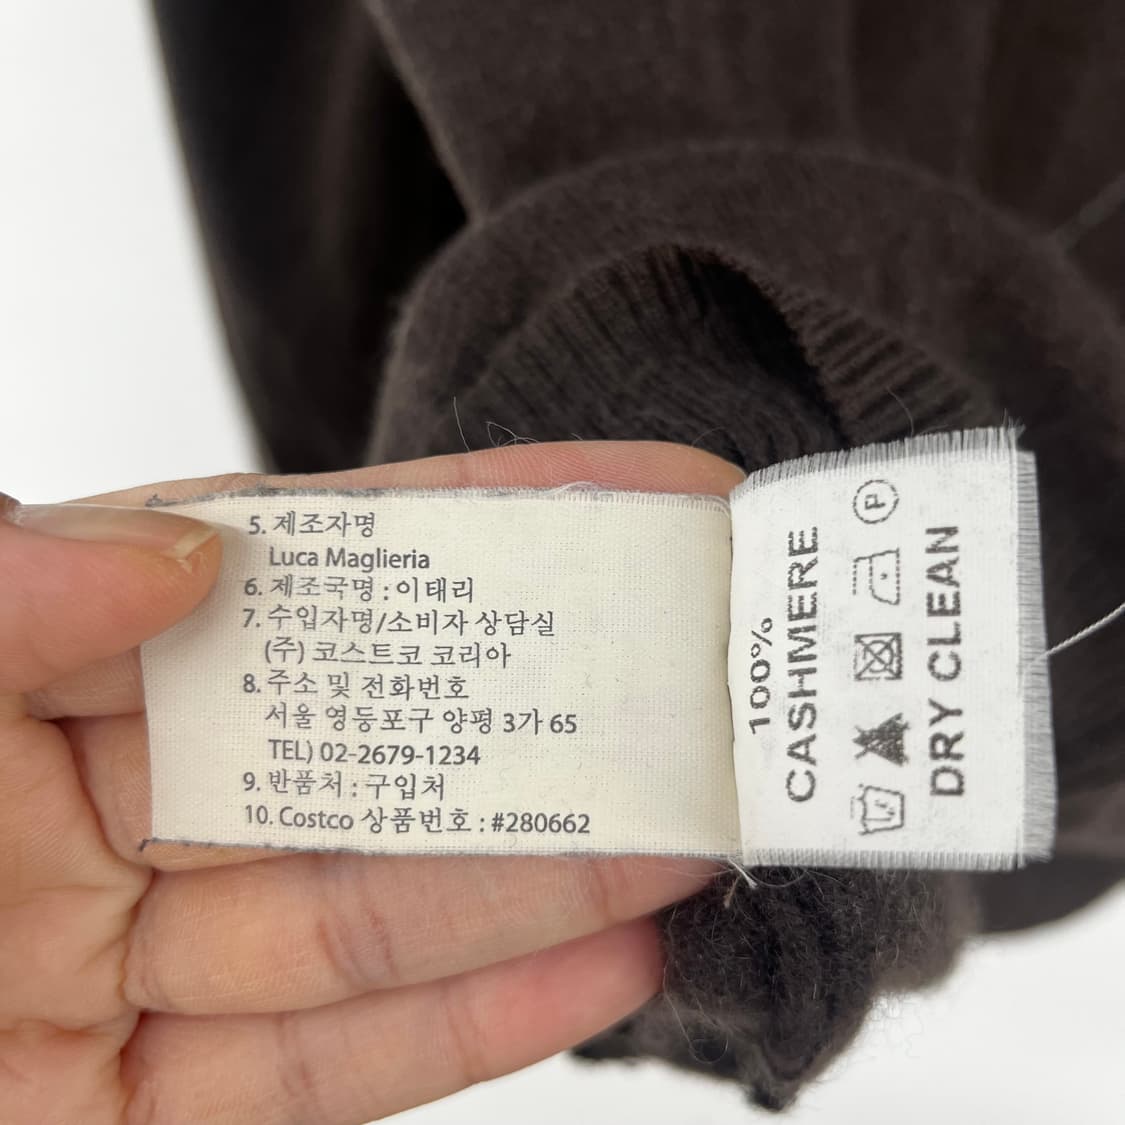 5. 제조자명
Luca Maglieria
6. 제조국명 : 이태리
7. 수입자명/소비자 상담실
(주) 코스트코 코리아
8. 주소 및 전화번호
서울 영등포구 양평 3가 65
TEL) 02-2679-1234
9. 반품처 : 구입처
10. Costco 상품번호 : #280662
100%
CASHMERE
P
DRY CLEAN